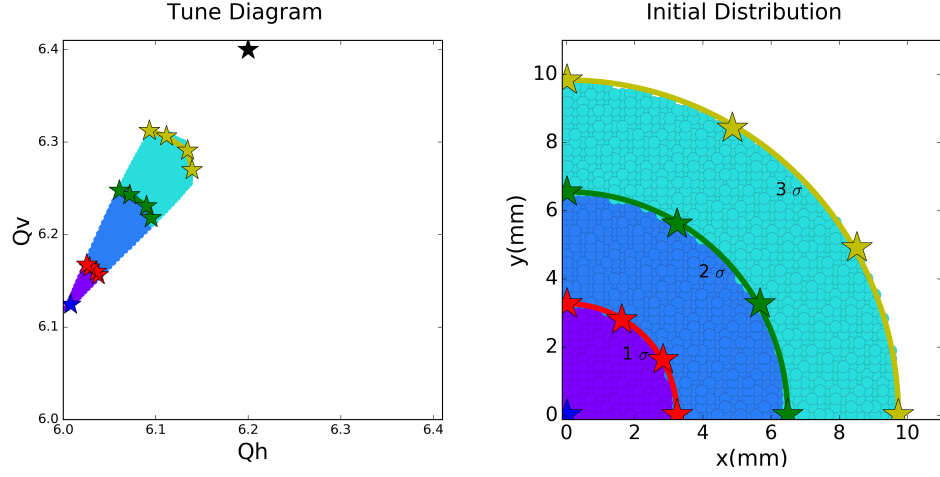 Tune Diagram
6.4
6.3
6.2
6.1
6.0
Qv
6.0 6.1 6.2 6.3 6.4
Qh
Initial Distribution
10
8
6
4
2
0
y(mm)
3 σ
2 σ
1 σ
0 2 4 6 8 10
x(mm)